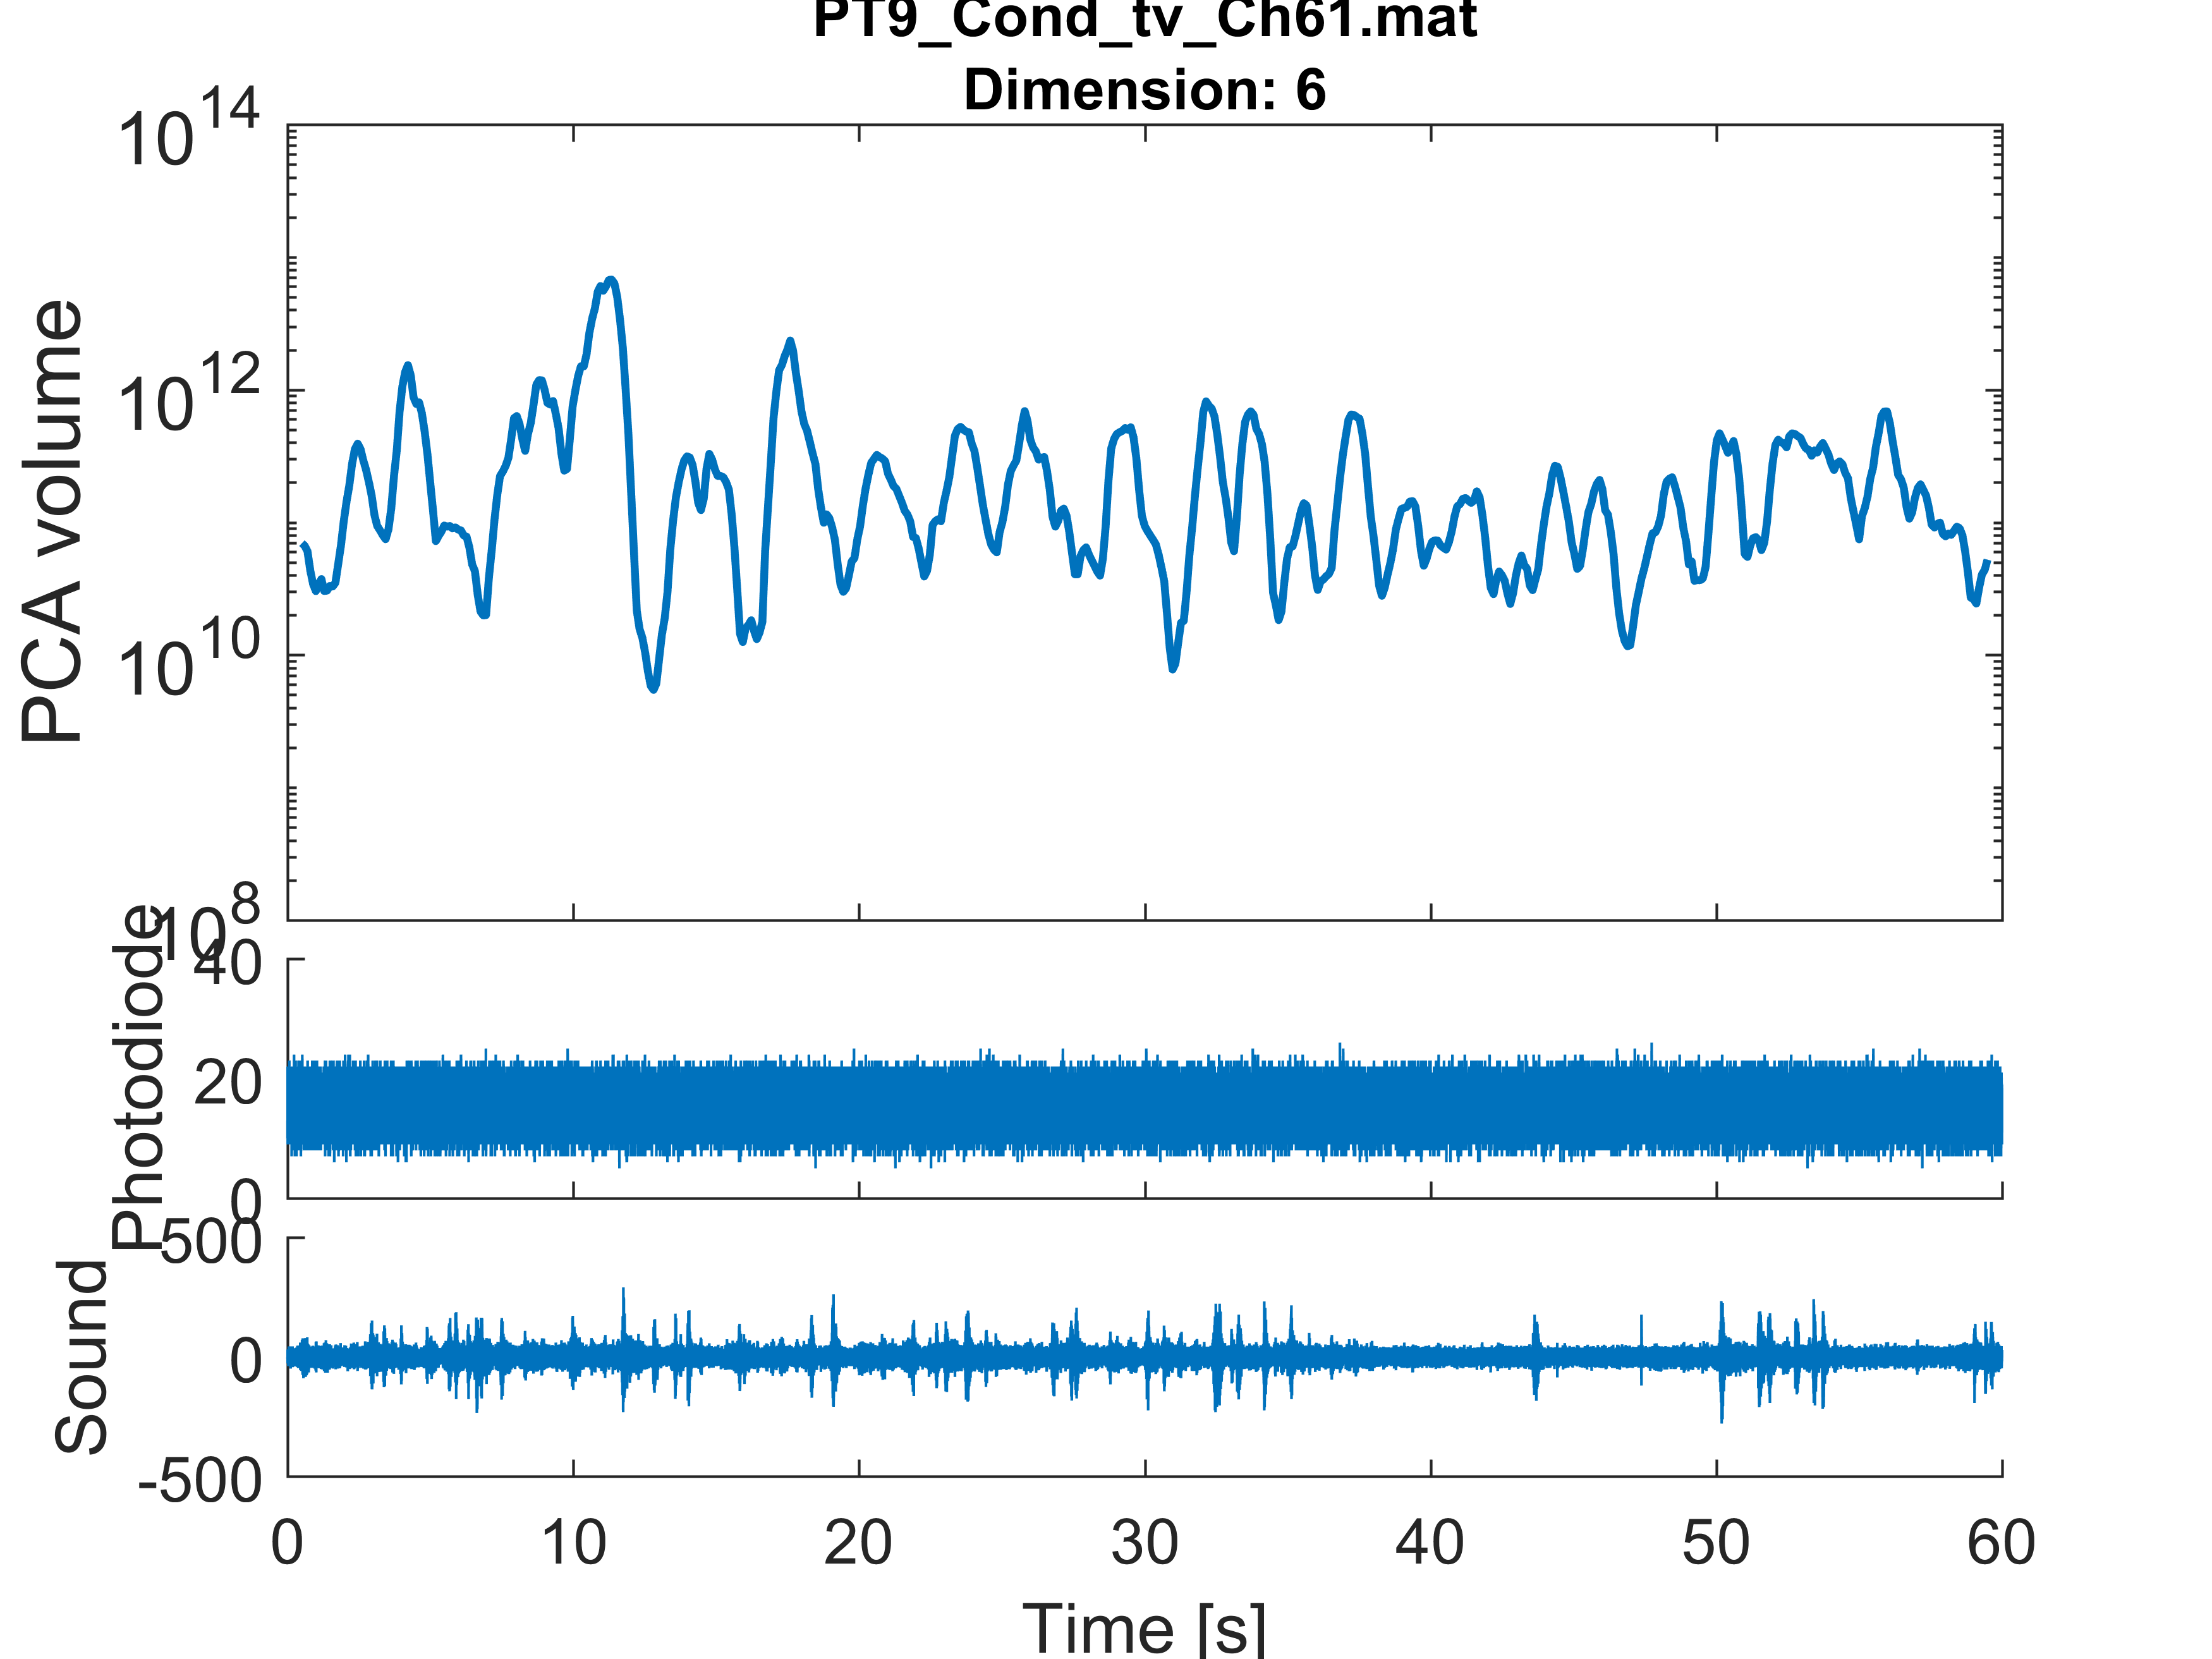 PT9_Cond_tv_Ch61.mat
Dimension: 6
PCA volume
10^14
10^12
10^10
10^8
Photodiode
40
20
0
Sound
500
0
-500
0 10 20 30 40 50 60
Time [s]